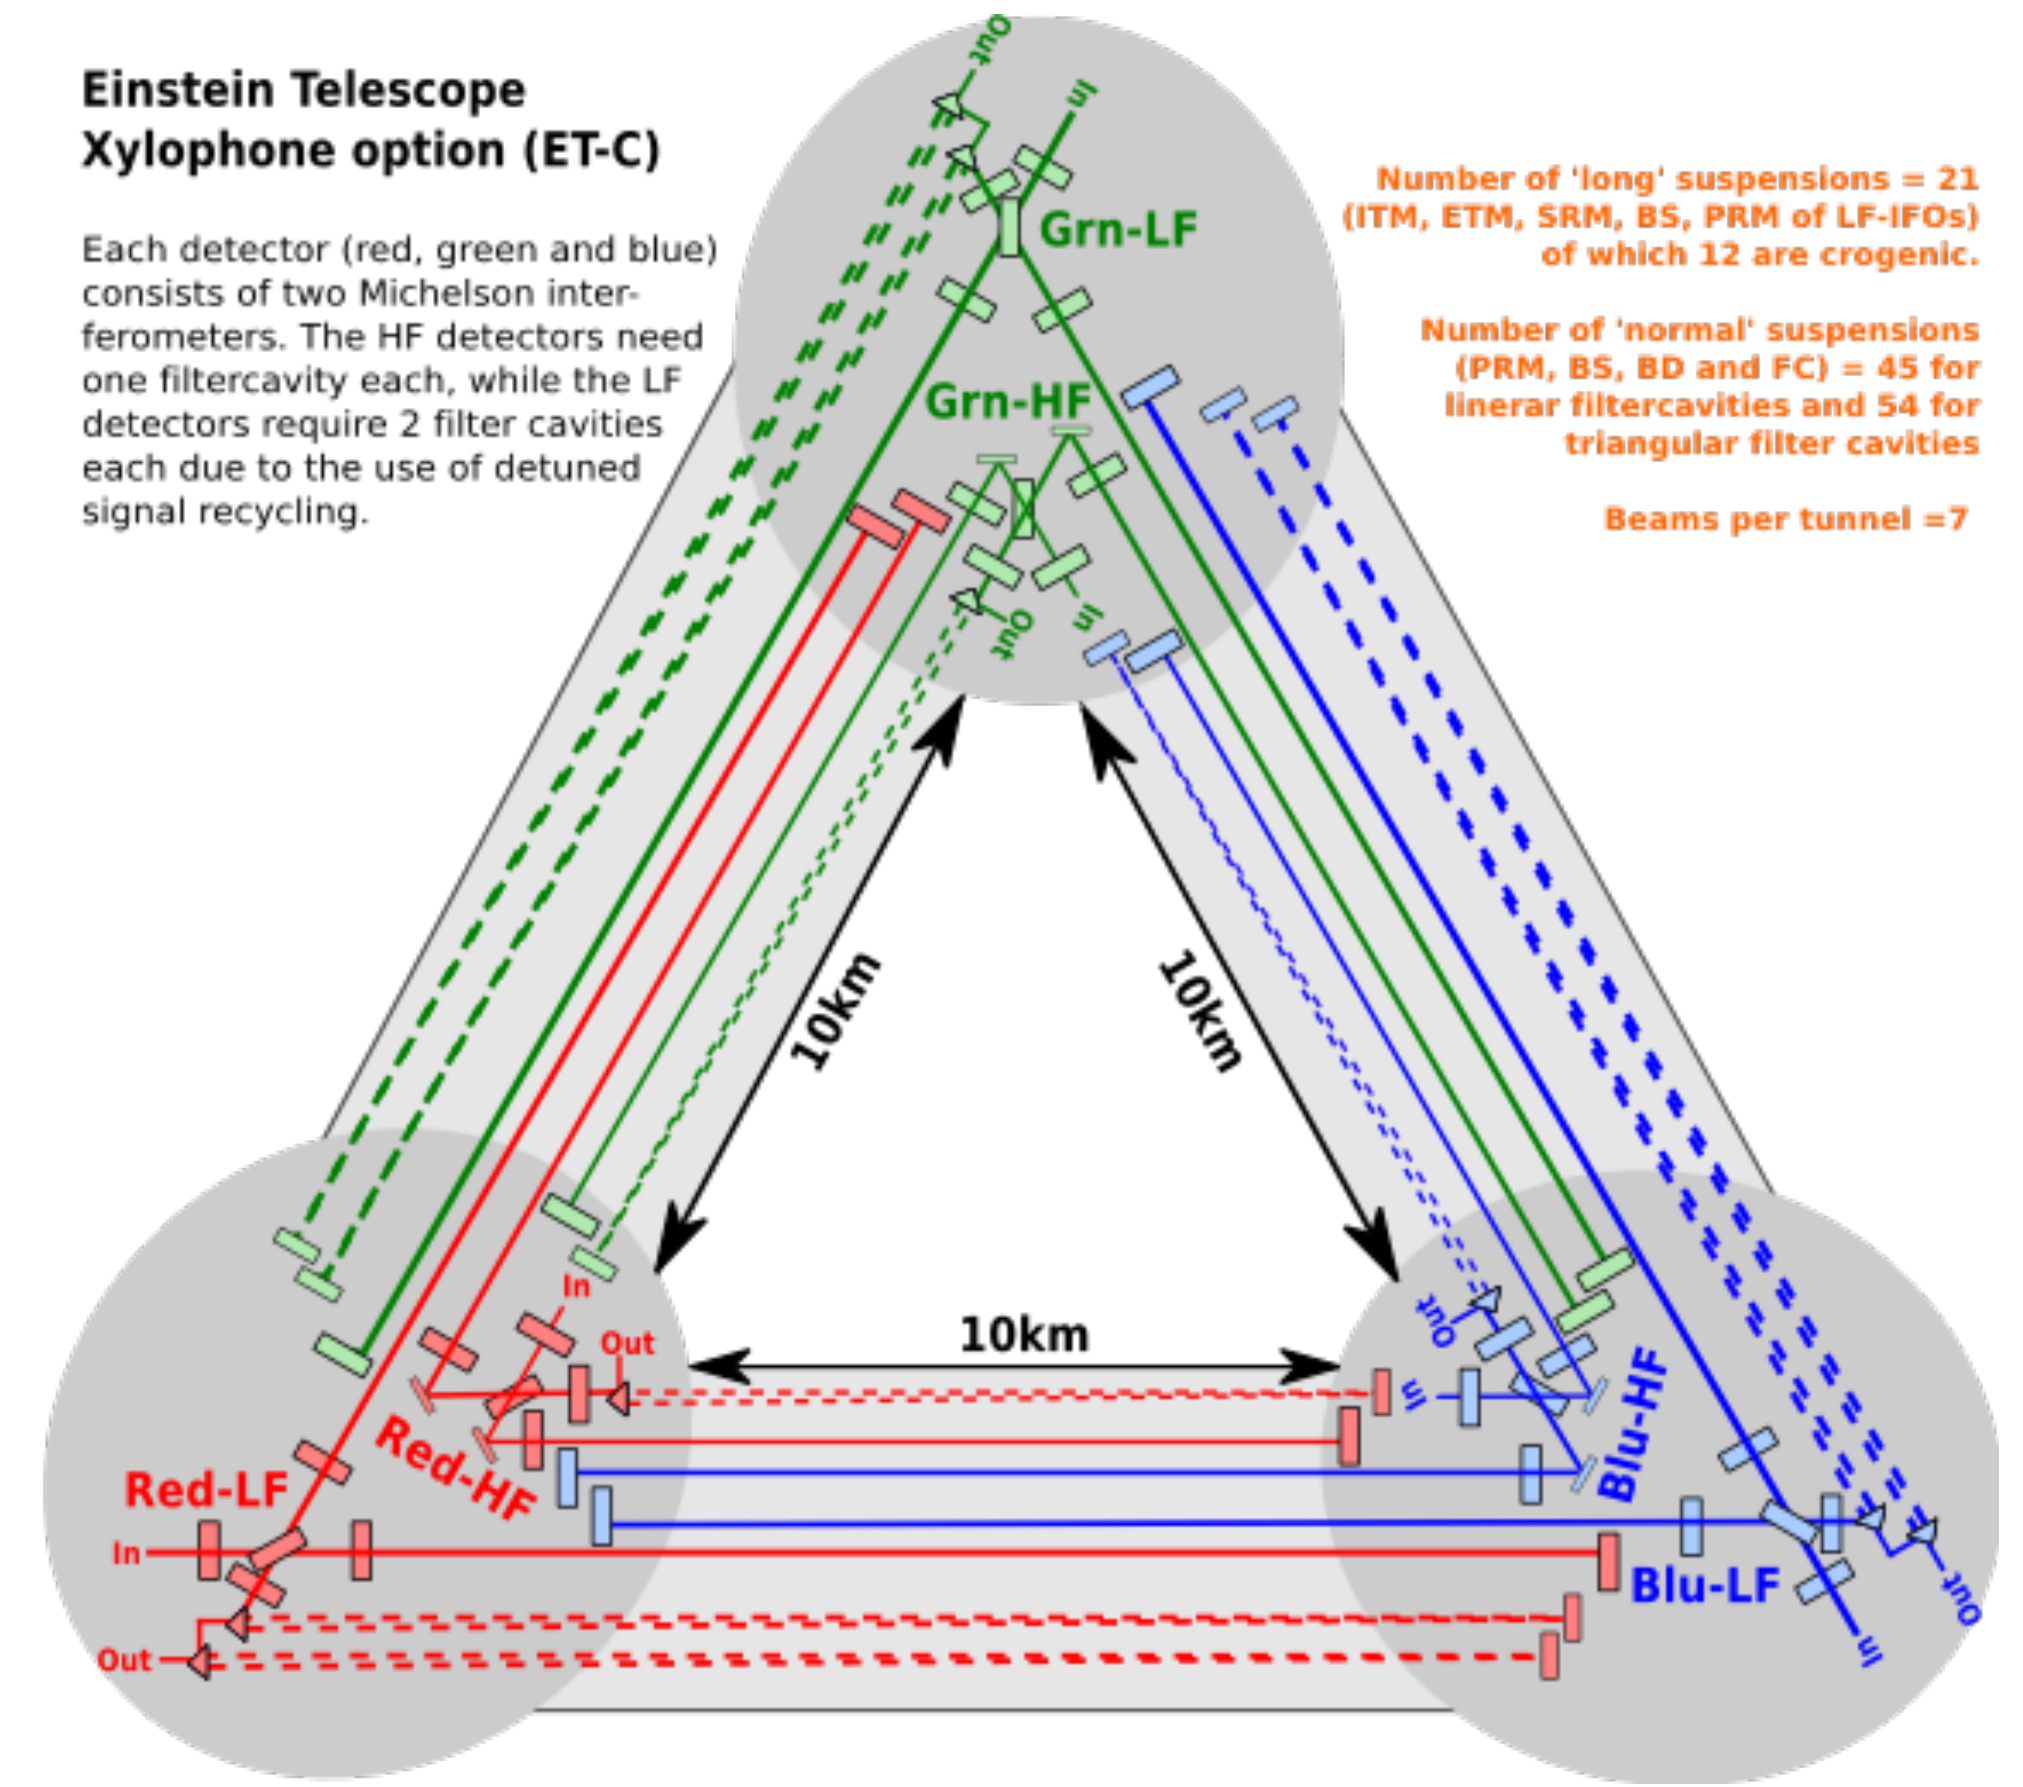 Einstein Telescope
Xylophone option (ET-C)
Each detector (red, green and blue)
consists of two Michelson inter-
ferometers. The HF detectors need
one filtercavity each, while the LF
detectors require 2 filter cavities
each due to the use of detuned
signal recycling.
Number of 'long' suspensions = 21
(ITM, ETM, SRM, BS, PRM of LF-IFOs)
of which 12 are crogenic.
Number of 'normal' suspensions
(PRM, BS, BD and FC) = 45 for
linerar filtercavities and 54 for
triangular filter cavities
Beams per tunnel =7
Out
In
Grn-LF
Grn-HF
In
Out
10km
10km
10km
In
Out
Red-HF
Red-LF
In
Out
Out
In
Blu-HF
Blu-LF
Out
In